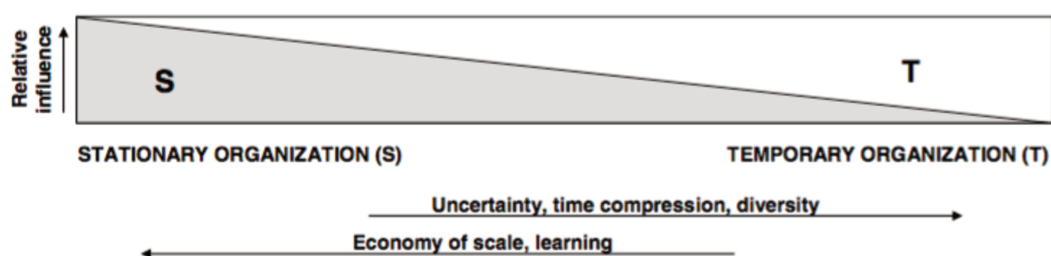 Relative
influence
S
T
STATIONARY ORGANIZATION (S)
TEMPORARY ORGANIZATION (T)
Uncertainty, time compression, diversity
Economy of scale, learning